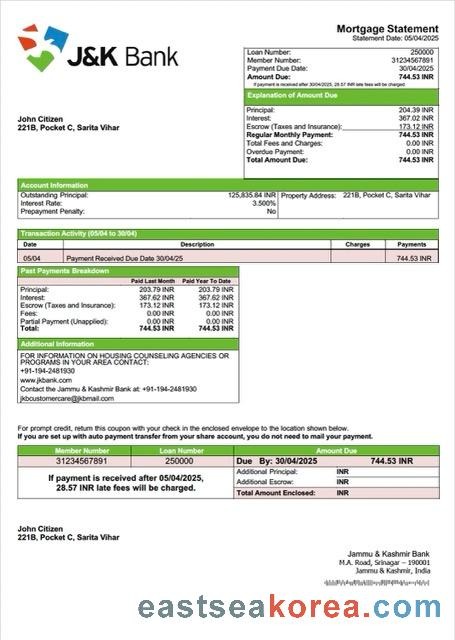 Mortgage Statement
Statement Date: 05/04/2025
J&K Bank
Loan Number: 250000
Member Number: 31234567891
Payment Due Date: 30/04/2025
Amount Due: 744.53 INR
If payment is received after 30/04/2025, 28.57 INR late fees will be charged
Explanation of Amount Due
Principal: 204.39 INR
Interest: 367.02 INR
Escrow (Taxes and Insurance): 173.12 INR
Regular Monthly Payment: 744.53 INR
Total Fees and Charges: 0.00 INR
Overdue Payment: 0.00 INR
Total Amount Due: 744.53 INR
John Citizen
221B, Pocket C, Sarita Vihar
Account Information
Outstanding Principal: 125,835.84 INR
Interest Rate: 3.500%
Prepayment Penalty: No
Property Address: 221B, Pocket C, Sarita Vihar
Transaction Activity (05/04 to 30/04)
Date Description Charges Payments
05/04 Payment Received Due Date 30/04/25 744.53 INR
Past Payments Breakdown
Paid Last Month Paid Year To Date
Principal: 203.79 INR 203.79 INR
Interest: 367.62 INR 367.62 INR
Escrow (Taxes and Insurance): 173.12 INR 173.12 INR
Fees: 0.00 INR 0.00 INR
Partial Payment (Unapplied): 0.00 INR 0.00 INR
Total: 744.53 INR 744.53 INR
Additional Information
FOR INFORMATION ON HOUSING COUNSELING AGENCIES OR
PROGRAMS IN YOUR AREA CONTACT:
+91-194-2481930
www.jkbank.com
Contact the Jammu & Kashmir Bank at: +91-194-2481930
jkbcustomercare@jkbmail.com
For prompt credit, return this coupon with your check in the enclosed envelope to the location shown below.
If you are set up with auto payment transfer from your share account, you do not need to mail your payment.
Member Number Loan Number Amount Due
31234567891 250000 Due By: 30/04/2025 744.53 INR
If payment is received after 05/04/2025,
28.57 INR late fees will be charged.
Additional Principal: INR
Additional Escrow: INR
Total Amount Enclosed: INR
John Citizen
221B, Pocket C, Sarita Vihar
Jammu & Kashmir Bank
M.A. Road, Srinagar – 190001
Jammu & Kashmir, India
eastseakorea.com